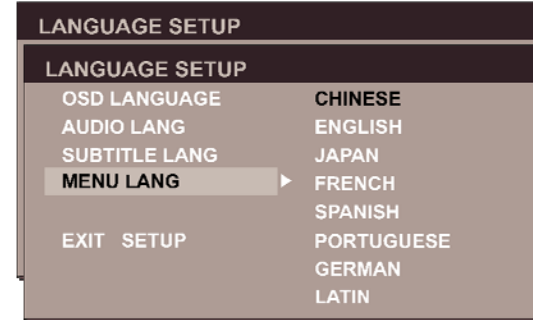 LANGUAGE SETUP
LANGUAGE SETUP
OSD LANGUAGE CHINESE
AUDIO LANG ENGLISH
SUBTITLE LANG JAPAN
MENU LANG FRENCH
SPANISH
EXIT SETUP PORTUGUESE
GERMAN
LATIN